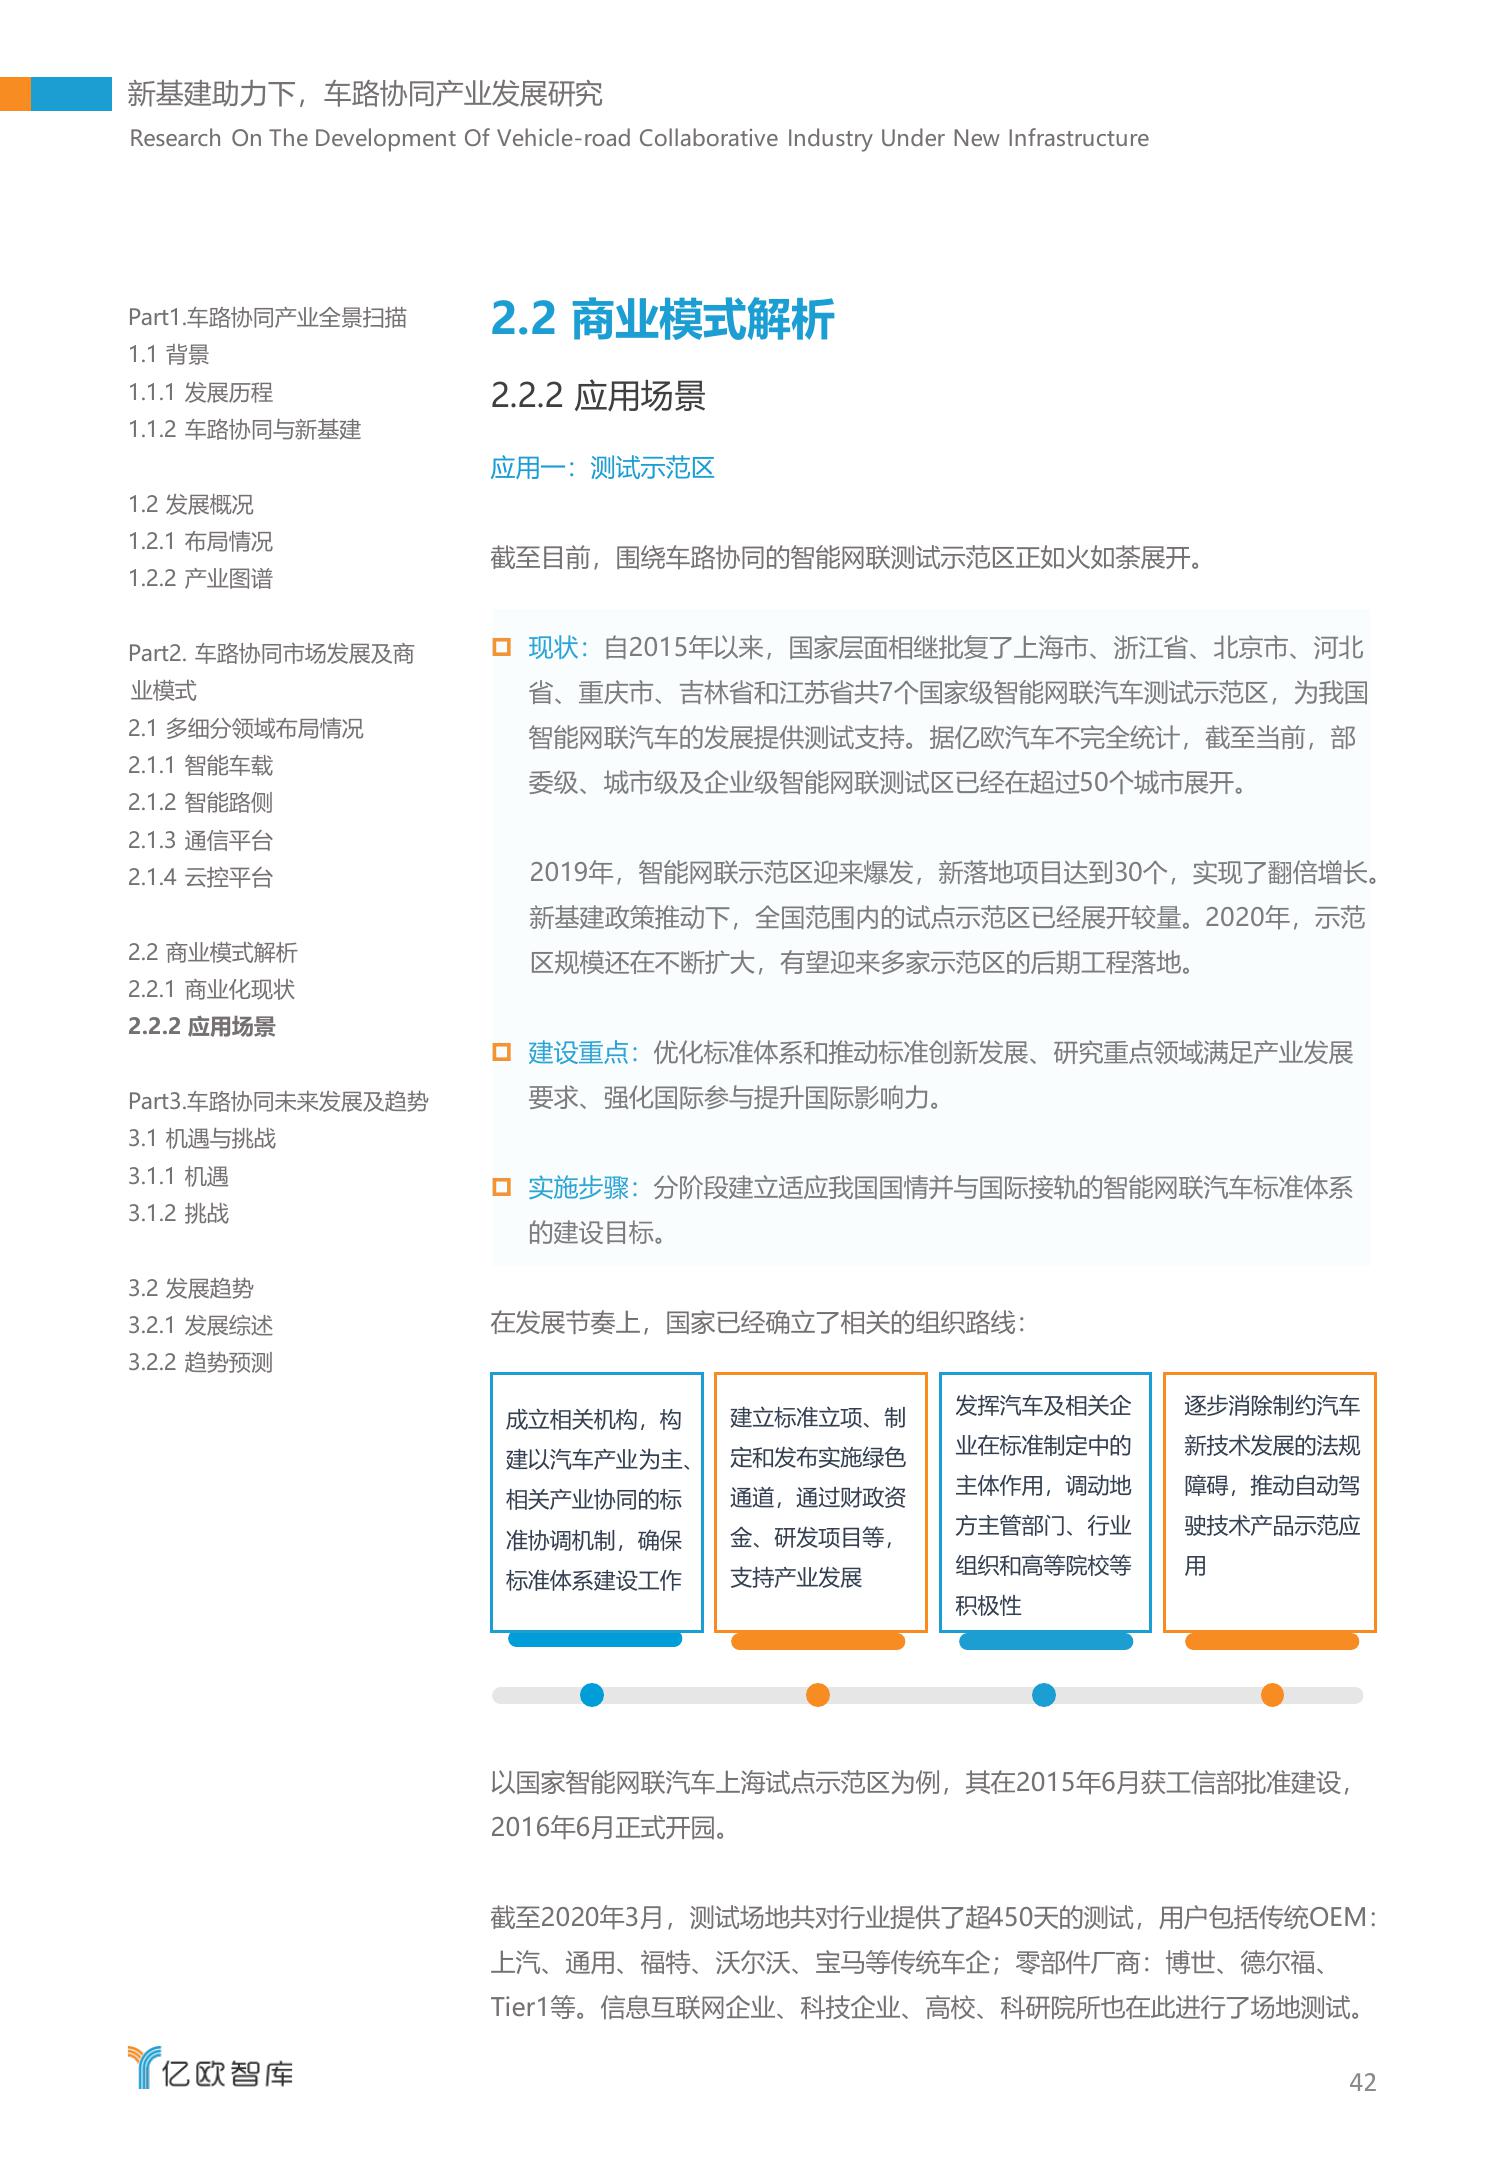 新基建助力下，车路协同产业发展研究
Research On The Development Of Vehicle-road Collaborative Industry Under New Infrastructure
Part1.车路协同产业全景扫描
1.1 背景
1.1.1 发展历程
1.1.2 车路协同与新基建
1.2 发展概况
1.2.1 布局情况
1.2.2 产业图谱
Part2. 车路协同市场发展及商
业模式
2.1 多细分领域布局情况
2.1.1 智能车载
2.1.2 智能路侧
2.1.3 通信平台
2.1.4 云控平台
2.2 商业模式解析
2.2.1 商业化现状
2.2.2 应用场景
Part3.车路协同未来发展及趋势
3.1 机遇与挑战
3.1.1 机遇
3.1.2 挑战
3.2 发展趋势
3.2.1 发展综述
3.2.2 趋势预测
2.2 商业模式解析
2.2.2 应用场景
应用一：测试示范区
截至目前，围绕车路协同的智能网联测试示范区正如火如荼展开。
现状：自2015年以来，国家层面相继批复了上海市、浙江省、北京市、河北
省、重庆市、吉林省和江苏省共7个国家级智能网联汽车测试示范区，为我国
智能网联汽车的发展提供测试支持。据亿欧汽车不完全统计，截至当前，部
委级、城市级及企业级智能网联测试区已经在超过50个城市展开。
2019年，智能网联示范区迎来爆发，新落地项目达到30个，实现了翻倍增长。
新基建政策推动下，全国范围内的试点示范区已经展开较量。2020年，示范
区规模还在不断扩大，有望迎来多家示范区的后期工程落地。
建设重点：优化标准体系和推动标准创新发展、研究重点领域满足产业发展
要求、强化国际参与提升国际影响力。
实施步骤：分阶段建立适应我国国情并与国际接轨的智能网联汽车标准体系
的建设目标。
在发展节奏上，国家已经确立了相关的组织路线：
成立相关机构，构
建以汽车产业为主、
相关产业协同的标
准协调机制，确保
标准体系建设工作
建立标准立项、制
定和发布实施绿色
通道，通过财政资
金、研发项目等，
支持产业发展
发挥汽车及相关企
业在标准制定中的
主体作用，调动地
方主管部门、行业
组织和高等院校等
积极性
逐步消除制约汽车
新技术发展的法规
障碍，推动自动驾
驶技术产品示范应
用
以国家智能网联汽车上海试点示范区为例，其在2015年6月获工信部批准建设，
2016年6月正式开园。
截至2020年3月，测试场地共对行业提供了超450天的测试，用户包括传统OEM：
上汽、通用、福特、沃尔沃、宝马等传统车企；零部件厂商：博世、德尔福、
Tier1等。信息互联网企业、科技企业、高校、科研院所也在此进行了场地测试。
亿欧智库
42